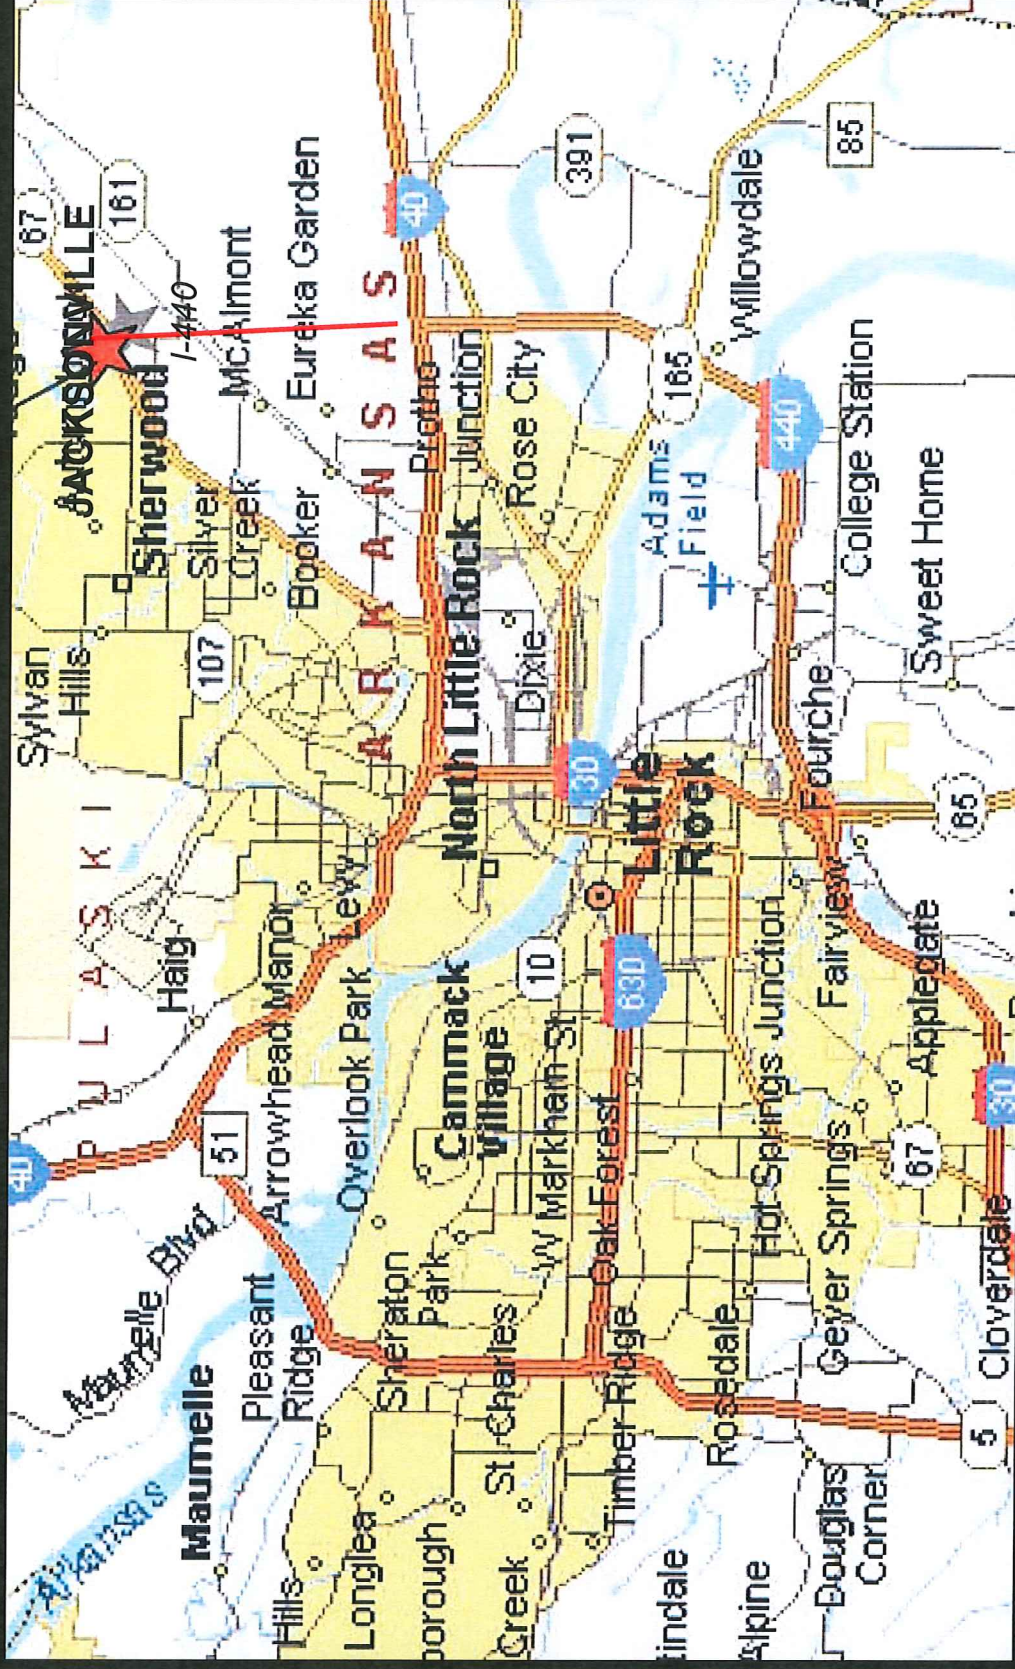 67
JACKSONVILLE
161
Sherwood
I-440
McAlmont
Eureka Garden
Sylvan
Hills
107
Silver
Creek
Booker
PULASKI
ARKANSAS
40
391
85
Protho
Junction
Rose City
165
Willowdale
440
Adams
Field
College Station
Sweet Home
North Little Rock
Dixie
30
Little
Rock
Fourche
65
Haig
Levy
Arrowhead Manor
Overlook Park
40
51
Cammack
Village
10
630
W Markham St
Oak Forest
Hot Springs Junction
Fairview
Applegate
Geyer Springs
67
30
Cloverdale
Maumelle Blvd
Pleasant
Ridge
Maumelle
Arkansas
Sheraton
Park
St Charles
Timber Ridge
Rosedale
5
Douglas
Corner
Hills
Longlea
borough
Creek
tindale
Alpine